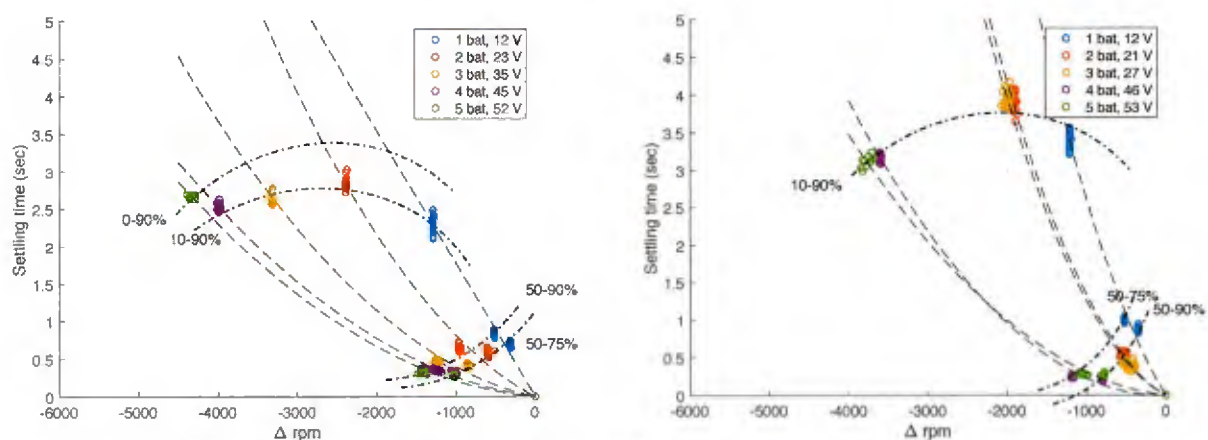 5
4.5
4
3.5
3
2.5
2
1.5
1
0.5
0
Settling time (sec)
1 bat, 12 V
2 bat, 23 V
3 bat, 35 V
4 bat, 45 V
5 bat, 52 V
0-90%
10-90%
50-90%
50-75%
-6000 -5000 -4000 -3000 -2000 -1000 0
Δ rpm
5
4.5
4
3.5
3
2.5
2
1.5
1
0.5
0
Settling time (sec)
1 bat, 12 V
2 bat, 21 V
3 bat, 27 V
4 bat, 46 V
5 bat, 53 V
10-90%
50-75%
50-90%
-6000 -5000 -4000 -3000 -2000 -1000 0
Δ rpm